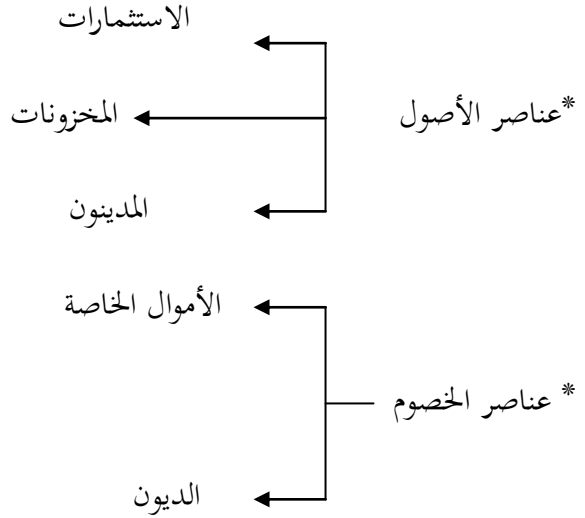 الاستثمارات
*عناصر الأصول
المخزونات
المدينون
الأموال الخاصة
* عناصر الخصوم
الديون